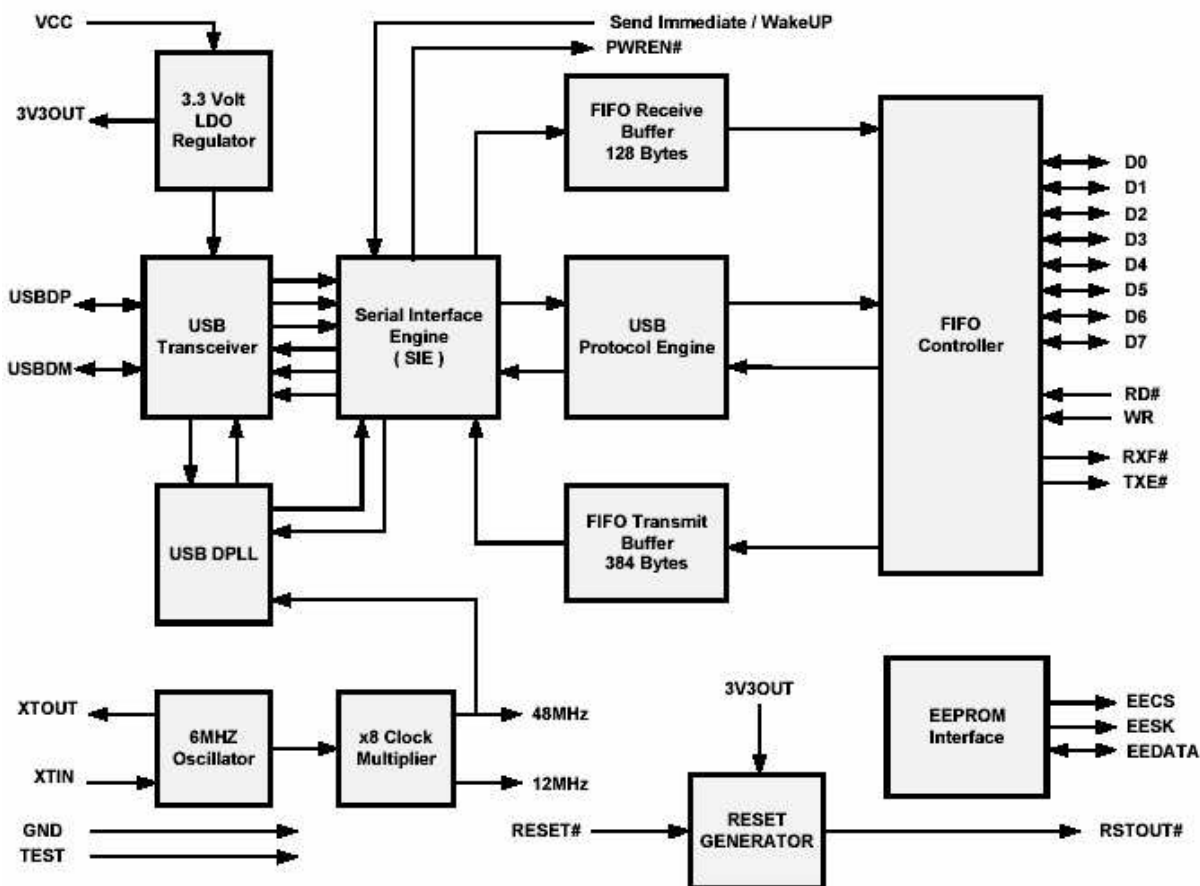 VCC
Send Immediate / WakeUP
PWREN#
3V3OUT
3.3 Volt
LDO
Regulator
FIFO Receive
Buffer
128 Bytes
D0
D1
D2
D3
D4
D5
D6
D7
USBDP
USBDM
USB
Transceiver
Serial Interface
Engine
( SIE )
USB
Protocol Engine
FIFO
Controller
RD#
WR
RXF#
TXE#
USB DPLL
FIFO Transmit
Buffer
384 Bytes
XTOUT
XTIN
6MHZ
Oscillator
x8 Clock
Multiplier
48MHz
12MHz
3V3OUT
EEPROM
Interface
EECS
EESK
EEDATA
GND
TEST
RESET#
RESET
GENERATOR
RSTOUT#